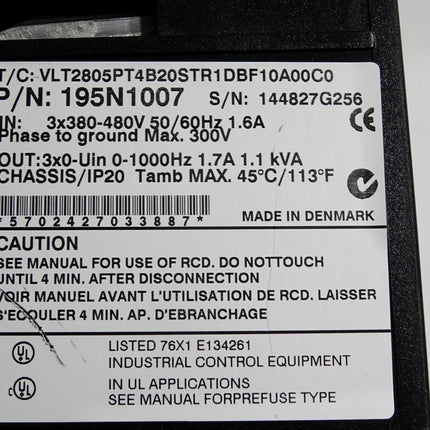 T/C: VLT2805PT4B20STR1DBF10A00C0
P/N: 195N1007 S/N: 144827G256
IN: 3x380-480V 50/60Hz 1.6A CE
Phase to ground Max. 300V
OUT:3x0-Uin 0-1000Hz 1.7A 1.1 kVA
CHASSIS/IP20 Tamb MAX. 45°C/113°F
*5702427033887*
MADE IN DENMARK
CAUTION
SEE MANUAL FOR USE OF RCD. DO NOTTOUCH
UNTIL 4 MIN. AFTER DISCONNECTION
VOIR MANUEL AVANT L'UTILISATION DE RCD. LAISSER
S'ECOULER 4 MIN. AP. D'EBRANCHAGE
UL LISTED 76X1 E134261
INDUSTRIAL CONTROL EQUIPMENT
c UL IN UL APPLICATIONS
SEE MANUAL FORPREFUSE TYPE